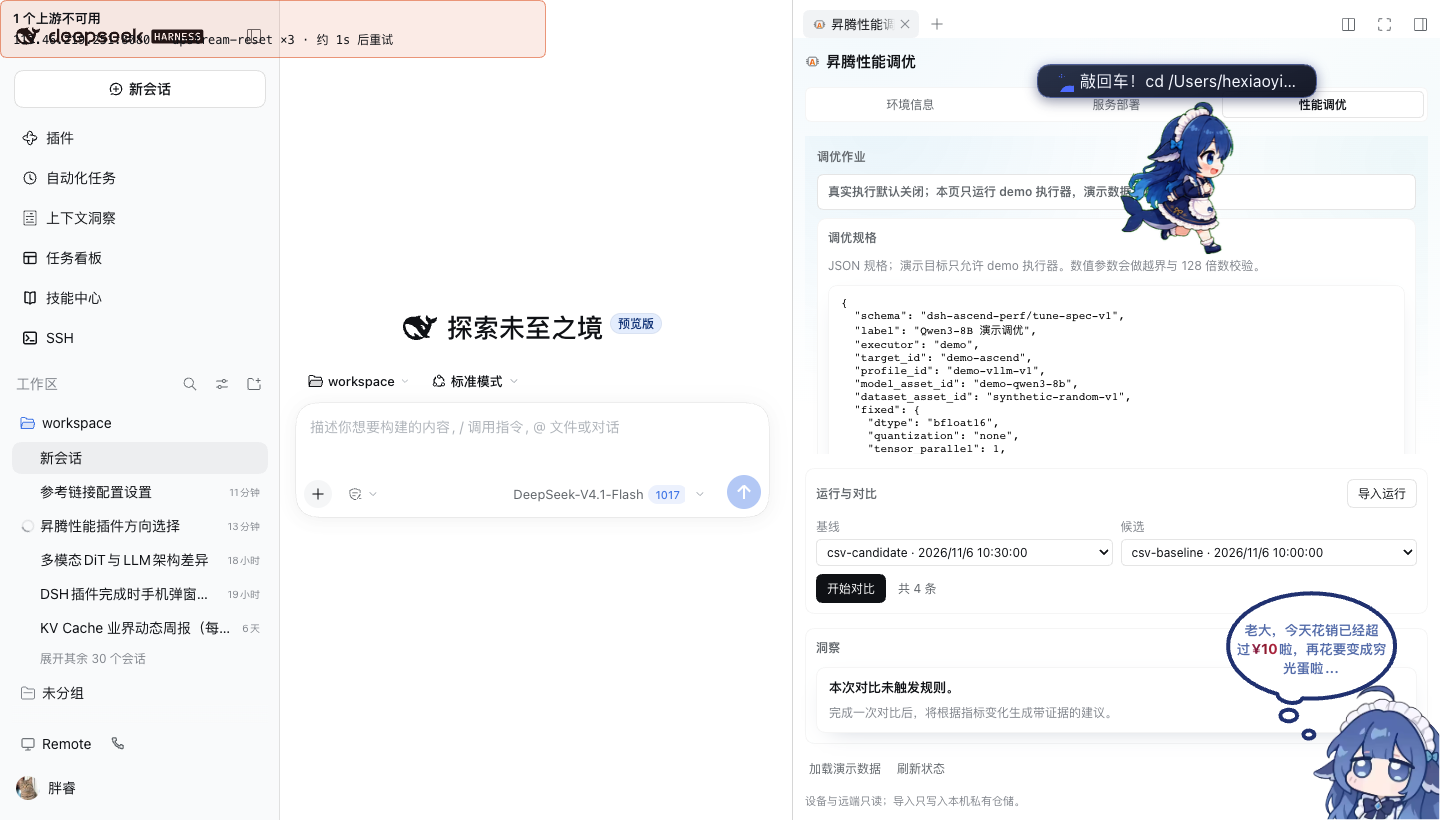 1 个上游不可用
deepseek HARNESS
×3 · 约 1s 后重试
新会话
插件
自动化任务
上下文洞察
任务看板
技能中心
SSH
工作区
workspace
新会话
参考链接配置设置 11分钟
昇腾性能插件方向选择 13分钟
多模态DiT与LLM架构差异 18小时
DSH插件完成时手机弹窗... 19小时
KV Cache 业界动态周报（每... 6天
展开其余 30 个会话
未分组
Remote
胖睿
探索未至之境 预览版
workspace 标准模式
描述你想要构建的内容, / 调用指令, @ 文件或对话
DeepSeek-V4.1-Flash 1017
昇腾性能调
昇腾性能调优
敲回车！cd /Users/hexiaoyi...
环境信息 服务部署 性能调优
调优作业
真实执行默认关闭；本页只运行 demo 执行器，演示数据
调优规格
JSON 规格；演示目标只允许 demo 执行器。数值参数会做越界与 128 倍数校验。
{
"schema": "dsh-ascend-perf/tune-spec-v1",
"label": "Qwen3-8B 演示调优",
"executor": "demo",
"target_id": "demo-ascend",
"profile_id": "demo-vllm-v1",
"model_asset_id": "demo-qwen3-8b",
"dataset_asset_id": "synthetic-random-v1",
"fixed": {
"dtype": "bfloat16",
"quantization": "none",
"tensor_parallel": 1,
运行与对比 导入运行
基线 候选
csv-candidate · 2026/11/6 10:30:00 csv-baseline · 2026/11/6 10:00:00
开始对比 共 4 条
洞察
本次对比未触发规则。
完成一次对比后，将根据指标变化生成带证据的建议。
老大，今天花销已经超
过¥10啦，再花要变成穷
光蛋啦...
加载演示数据 刷新状态
设备与远端只读；导入只写入本机私有仓储。